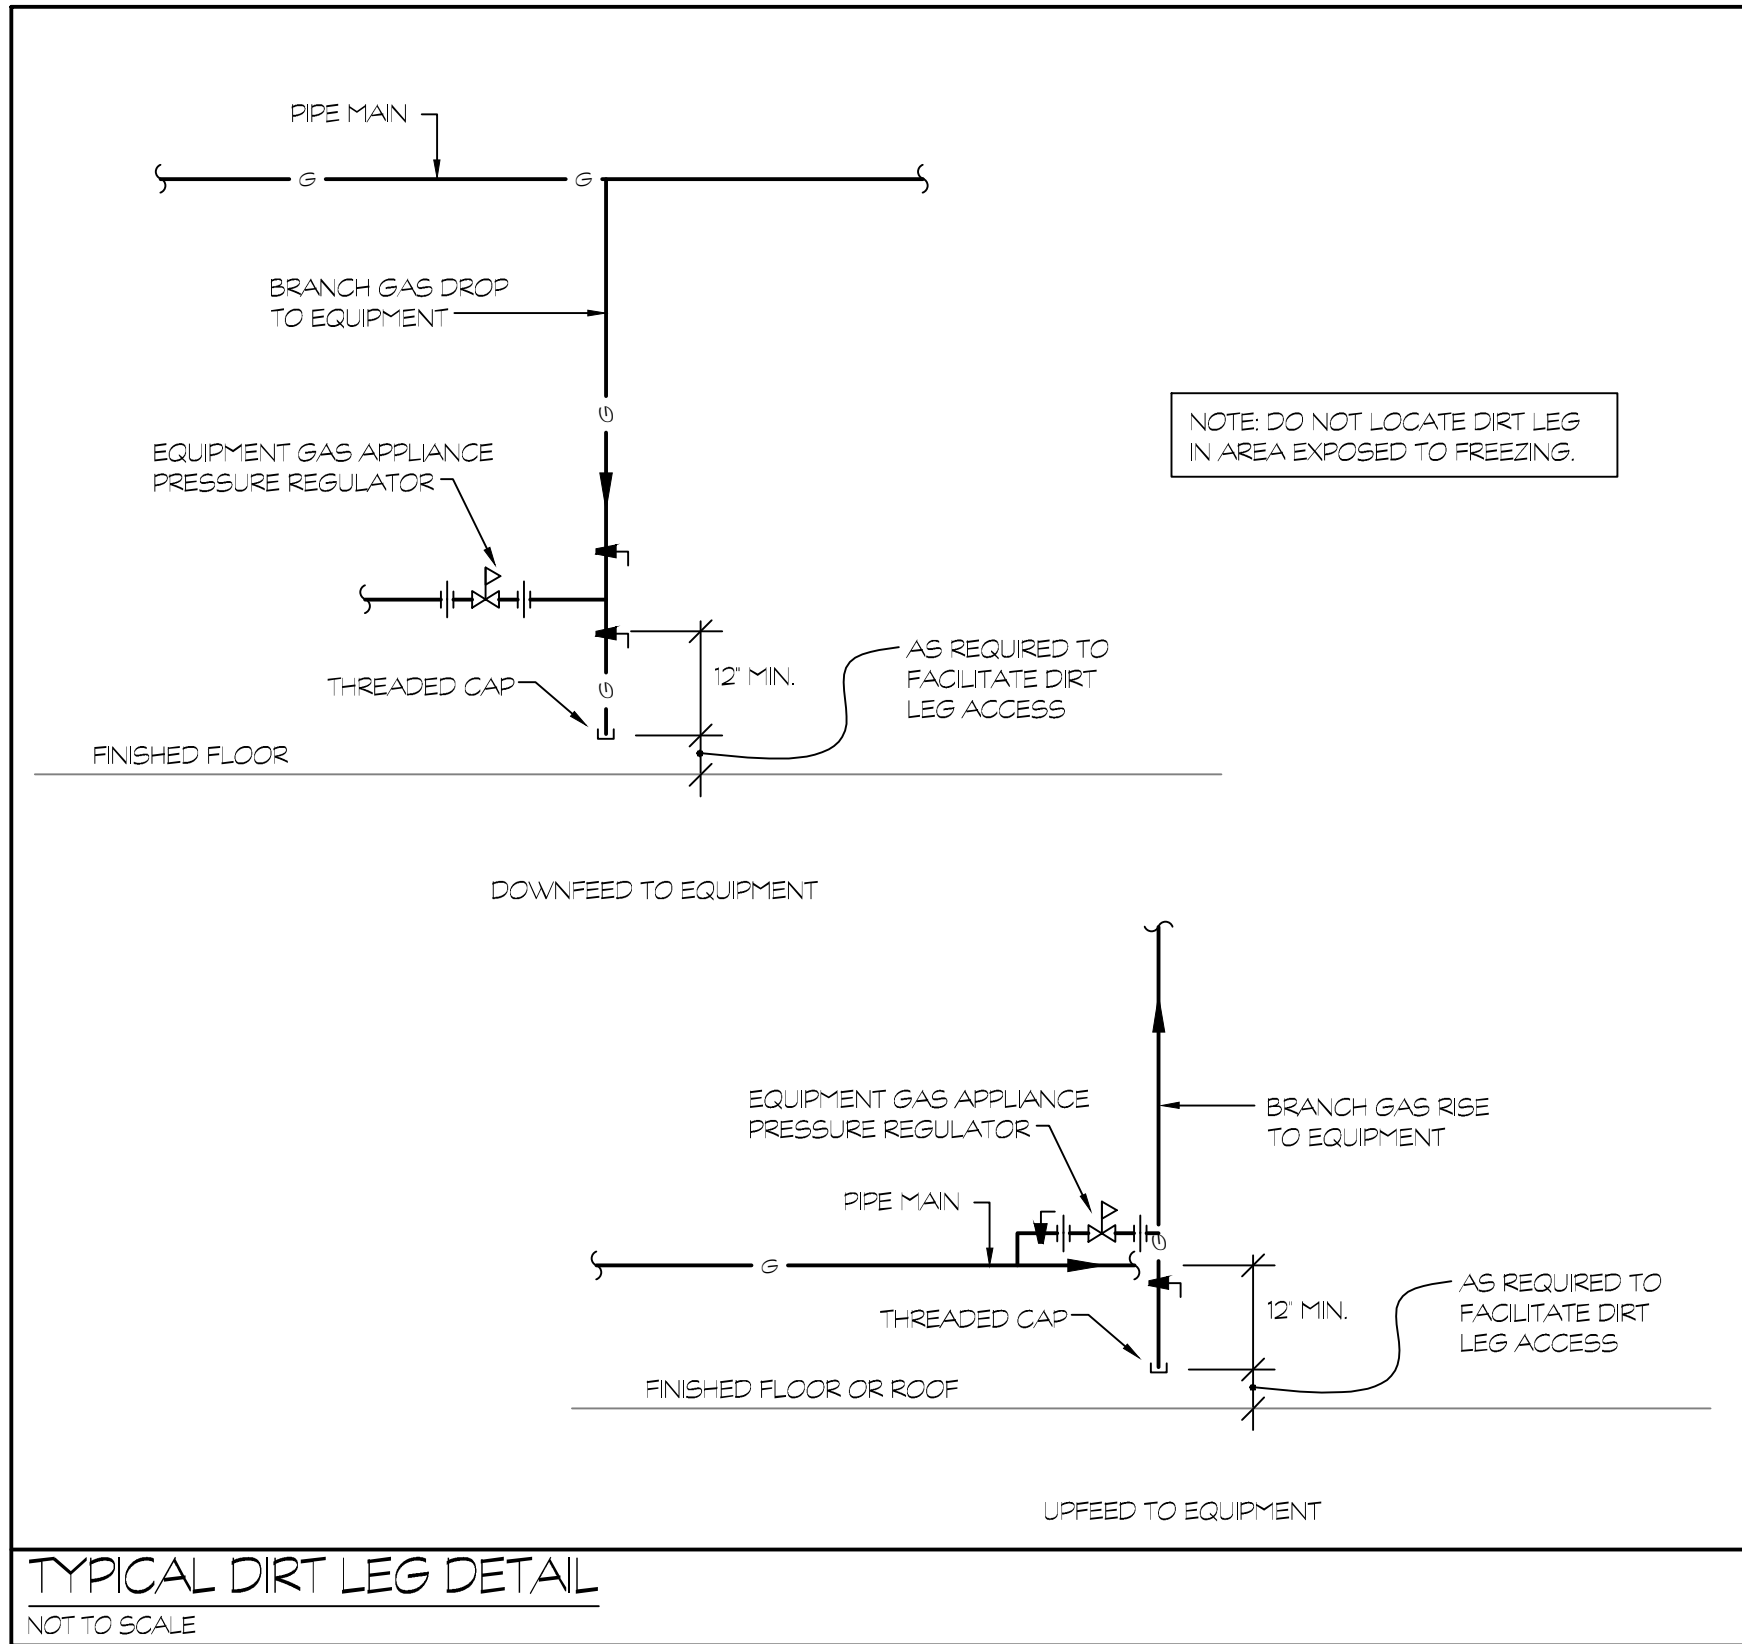 PIPE MAIN
G
G
BRANCH GAS DROP
TO EQUIPMENT
G
NOTE: DO NOT LOCATE DIRT LEG
IN AREA EXPOSED TO FREEZING.
EQUIPMENT GAS APPLIANCE
PRESSURE REGULATOR
AS REQUIRED TO
FACILITATE DIRT
LEG ACCESS
12" MIN.
THREADED CAP
G
FINISHED FLOOR
DOWNFEED TO EQUIPMENT
EQUIPMENT GAS APPLIANCE
PRESSURE REGULATOR
BRANCH GAS RISE
TO EQUIPMENT
PIPE MAIN
G
G
AS REQUIRED TO
FACILITATE DIRT
LEG ACCESS
12" MIN.
THREADED CAP
FINISHED FLOOR OR ROOF
UPFEED TO EQUIPMENT
TYPICAL DIRT LEG DETAIL
NOT TO SCALE